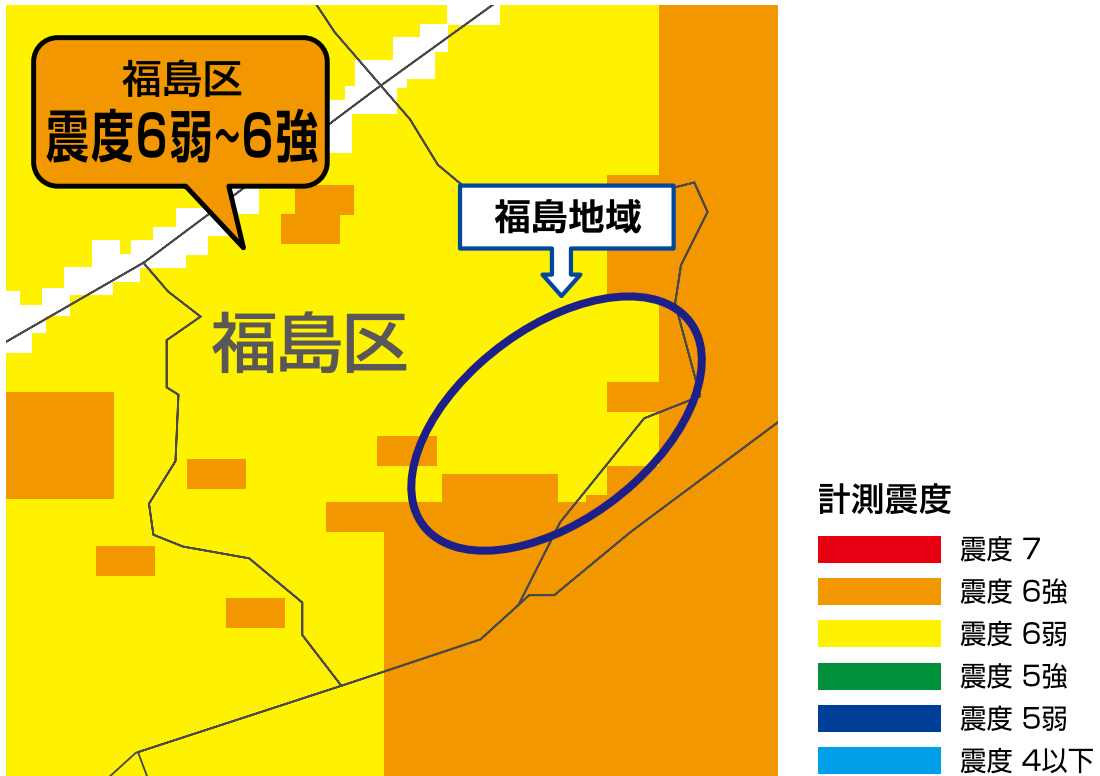 福島区
震度6弱~6強
福島地域
福島区
計測震度
震度 7
震度 6強
震度 6弱
震度 5強
震度 5弱
震度 4以下